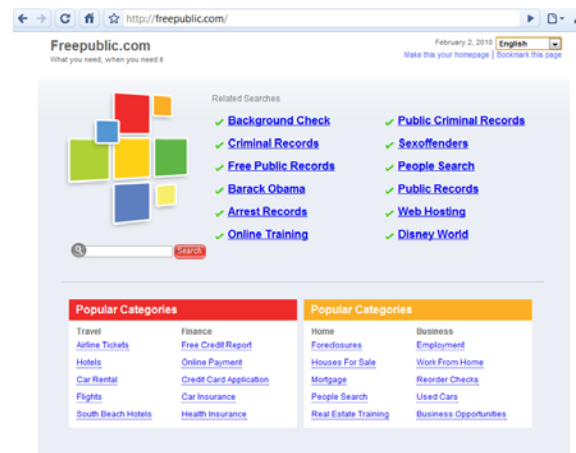 http://freepublic.com/
Freepublic.com
What you need, when you need it
February 2, 2010 English
Make this your homepage | Bookmark this page
Related Searches
Background Check Public Criminal Records
Criminal Records Sexoffenders
Free Public Records People Search
Barack Obama Public Records
Arrest Records Web Hosting
Online Training Disney World
Search
Popular Categories Popular Categories
Travel Finance Home Business
Airline Tickets Free Credit Report Foreclosures Employment
Hotels Online Payment Houses For Sale Work From Home
Car Rental Credit Card Application Mortgage Reorder Checks
Flights Car Insurance People Search Used Cars
South Beach Hotels Health Insurance Real Estate Training Business Opportunities